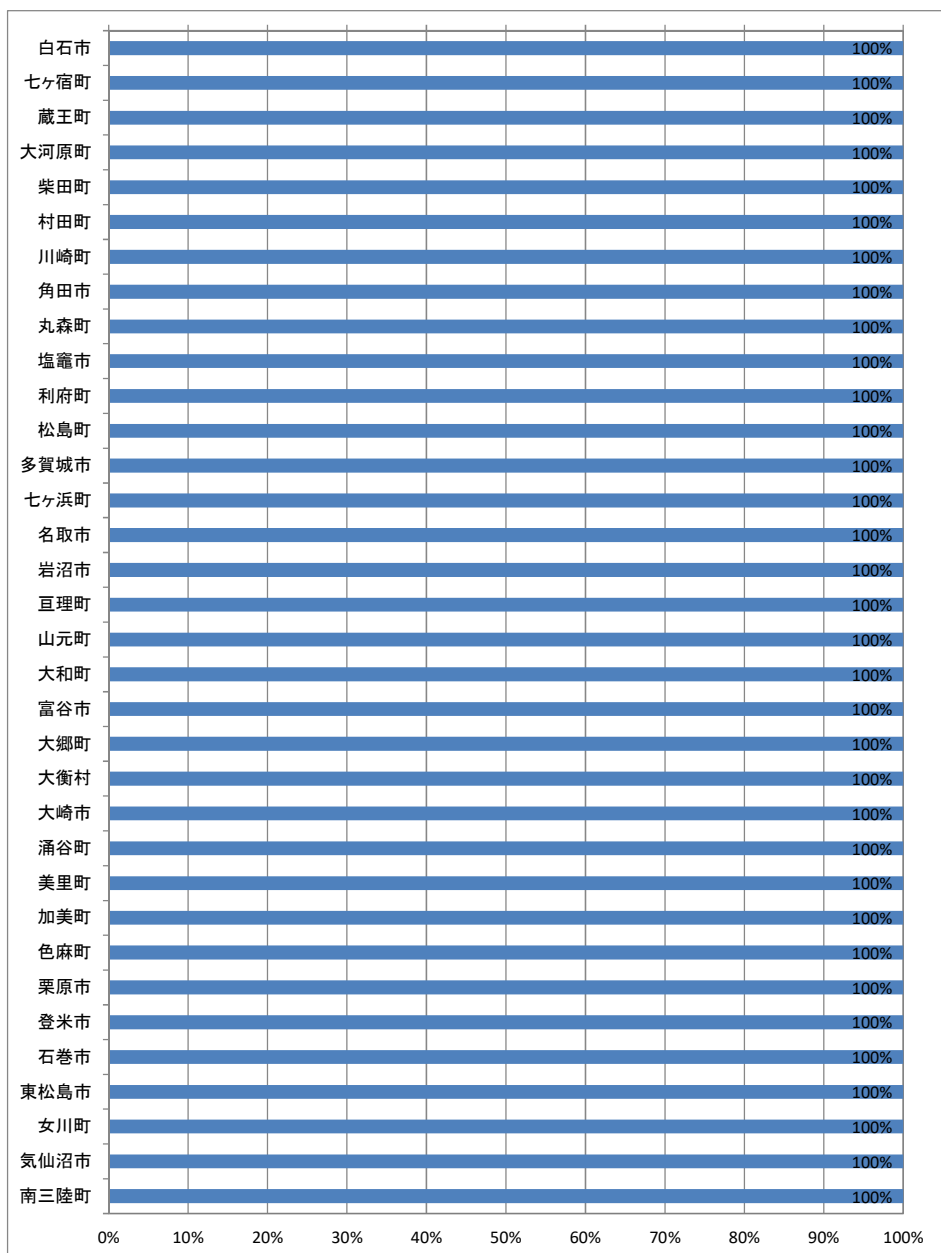 白石市 100%
七ヶ宿町 100%
蔵王町 100%
大河原町 100%
柴田町 100%
村田町 100%
川崎町 100%
角田市 100%
丸森町 100%
塩竈市 100%
利府町 100%
松島町 100%
多賀城市 100%
七ヶ浜町 100%
名取市 100%
岩沼市 100%
亘理町 100%
山元町 100%
大和町 100%
富谷市 100%
大郷町 100%
大衡村 100%
大崎市 100%
涌谷町 100%
美里町 100%
加美町 100%
色麻町 100%
栗原市 100%
登米市 100%
石巻市 100%
東松島市 100%
女川町 100%
気仙沼市 100%
南三陸町 100%
0% 10% 20% 30% 40% 50% 60% 70% 80% 90% 100%